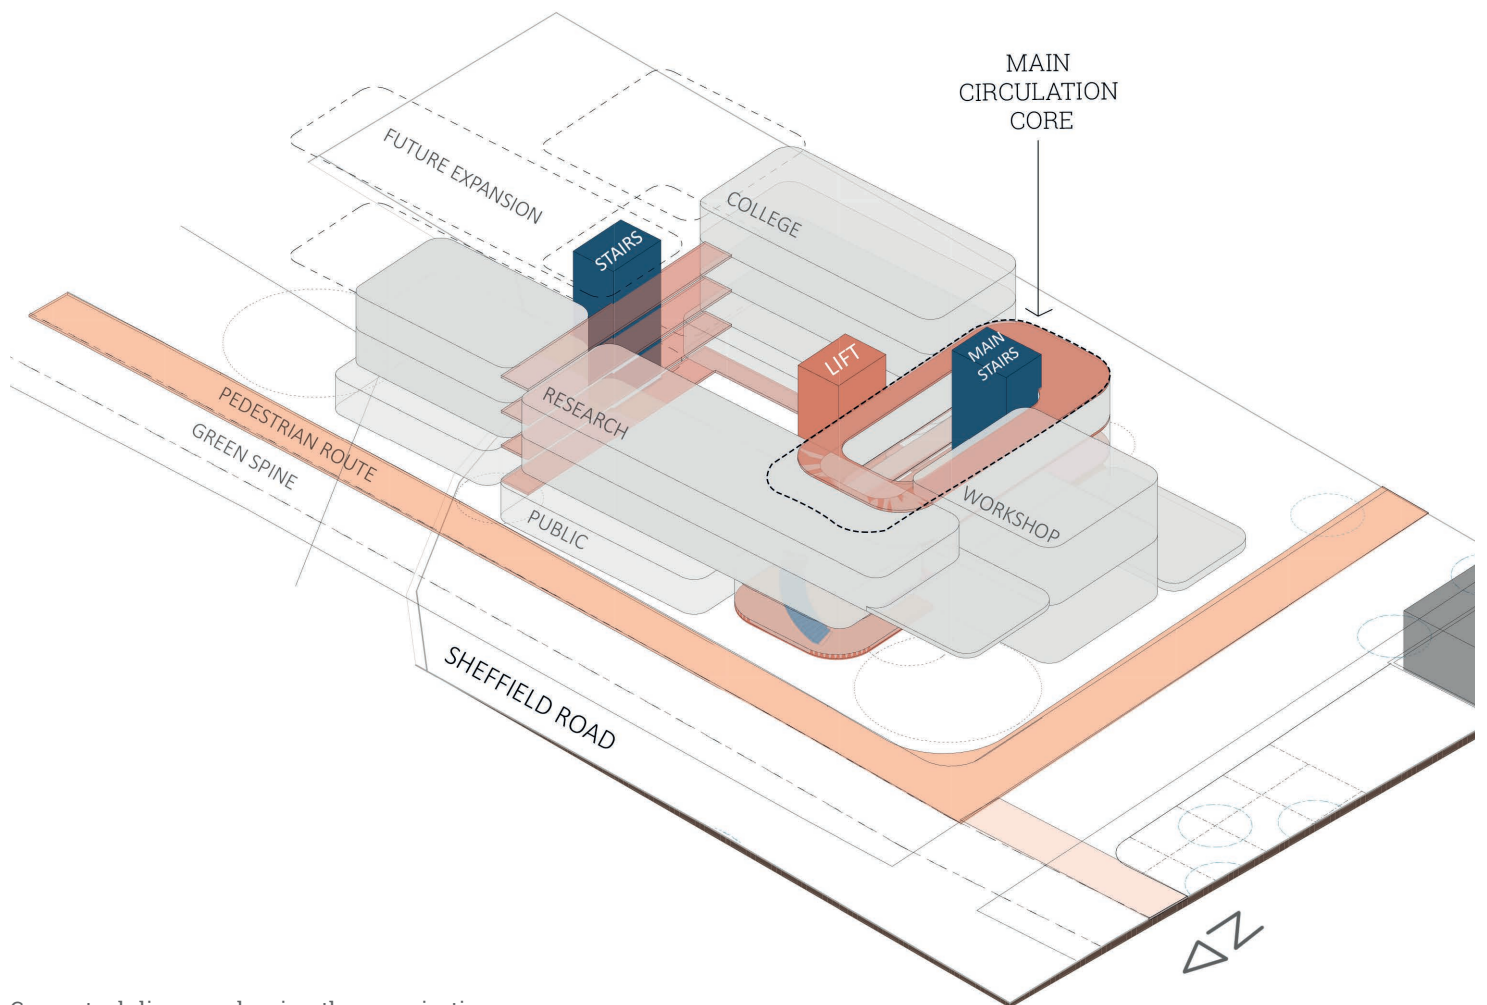 MAIN
CIRCULATION
CORE
FUTURE EXPANSION
COLLEGE
STAIRS
LIFT
MAIN
STAIRS
RESEARCH
PEDESTRIAN ROUTE
GREEN SPINE
WORKSHOP
PUBLIC
SHEFFIELD ROAD
N